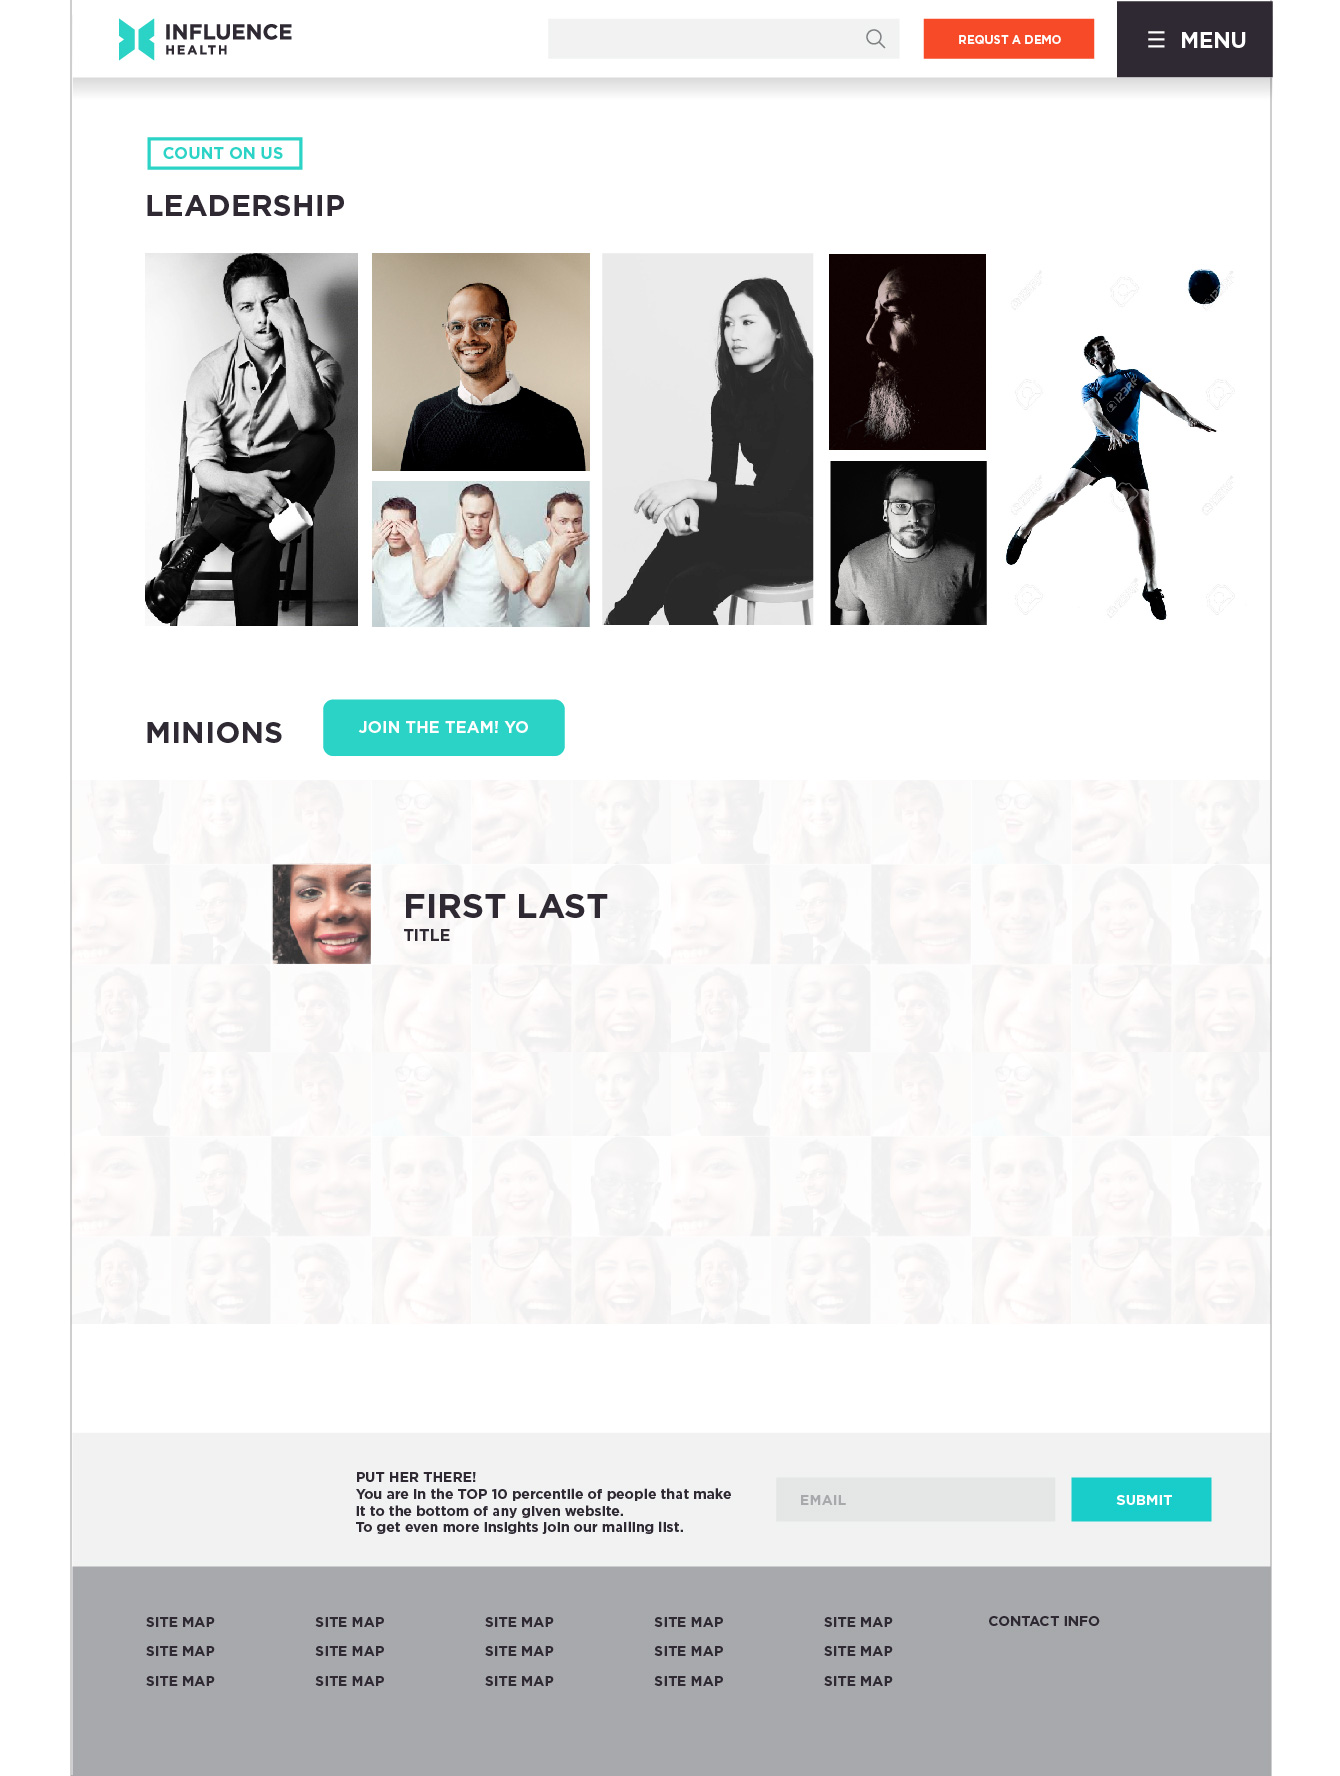 INFLUENCE
HEALTH
REQUST A DEMO
☰ MENU
COUNT ON US
LEADERSHIP
123RF
MINIONS
JOIN THE TEAM! YO
FIRST LAST
TITLE
PUT HER THERE!
You are in the TOP 10 percentile of people that make
it to the bottom of any given website.
To get even more insights join our mailing list.
EMAIL
SUBMIT
SITE MAP SITE MAP SITE MAP SITE MAP SITE MAP CONTACT INFO
SITE MAP SITE MAP SITE MAP SITE MAP SITE MAP
SITE MAP SITE MAP SITE MAP SITE MAP SITE MAP